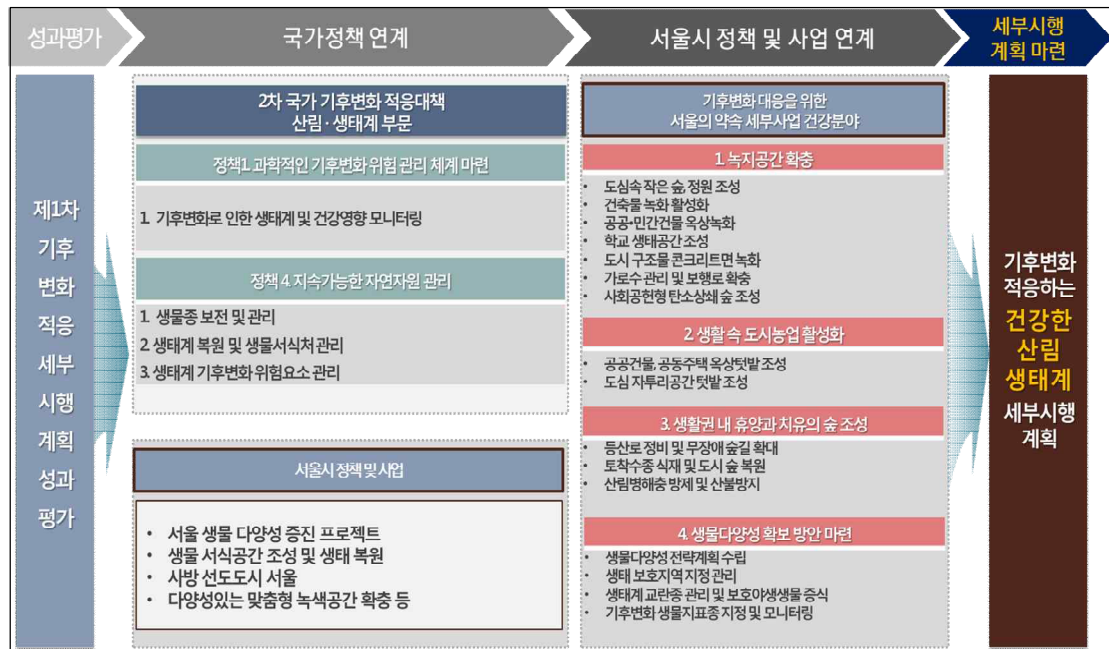 성과평가
국가정책 연계
서울시 정책 및 사업 연계
세부시행
계획 마련
제1차
기후
변화
적응
세부
시행
계획
성과
평가
2차 국가 기후변화 적응대책
산림·생태계 부문
정책1. 과학적인 기후변화 위험 관리 체계 마련
1. 기후변화로 인한 생태계 및 건강영향 모니터링
정책 4. 지속가능한 자연자원 관리
1. 생물종 보전 및 관리
2 생태계 복원 및 생물서식처 관리
3. 생태계 기후변화 위험요소 관리
서울시 정책 및 사업
• 서울 생물 다양성 증진 프로젝트
• 생물 서식공간 조성 및 생태 복원
• 사방 선도도시 서울
• 다양성있는 맞춤형 녹색공간 확충 등
기후변화 대응을 위한
서울의 약속 세부사업 건강분야
1. 녹지공간 확충
• 도심속 작은 숲, 정원 조성
• 건축물 녹화 활성화
• 공공•민간건물 옥상녹화
• 학교 생태공간 조성
• 도시 구조물 콘크리트면 녹화
• 가로수 관리 및 보행로 확충
• 사회공헌형 탄소상쇄 숲 조성
2. 생활 속 도시농업 활성화
• 공공건물, 공동주택 옥상텃밭 조성
• 도심 자투리공간 텃밭 조성
3. 생활권 내 휴양과 치유의 숲 조성
• 등산로 정비 및 무장애 숲길 확대
• 토착수종 식재 및 도시 숲 복원
• 산림병해충 방제 및 산불방지
4. 생물다양성 확보 방안 마련
• 생물다양성 전략계획 수립
• 생태 보호지역 지정 관리
• 생태계 교란종 관리 및 보호야생생물 증식
• 기후변화 생물지표종 지정 및 모니터링
기후변화
적응하는
건강한
산림
생태계
세부시행
계획